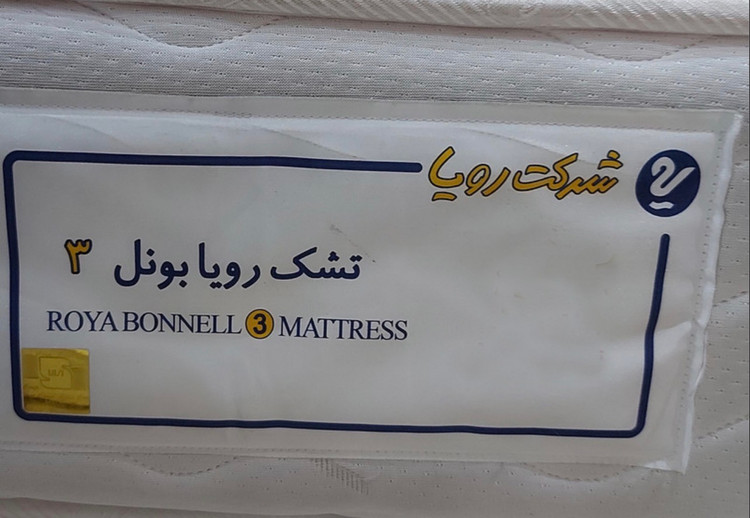 شرکت رویا
تشک رویا بونل ۳
ROYA BONNELL 3 MATTRESS